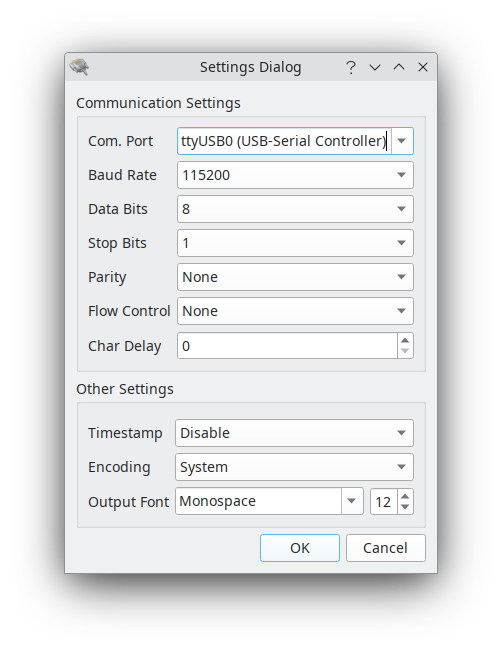 Settings Dialog ?
Communication Settings
Com. Port ttyUSB0 (USB-Serial Controller)
Baud Rate 115200
Data Bits 8
Stop Bits 1
Parity None
Flow Control None
Char Delay 0
Other Settings
Timestamp Disable
Encoding System
Output Font Monospace 12
OK Cancel